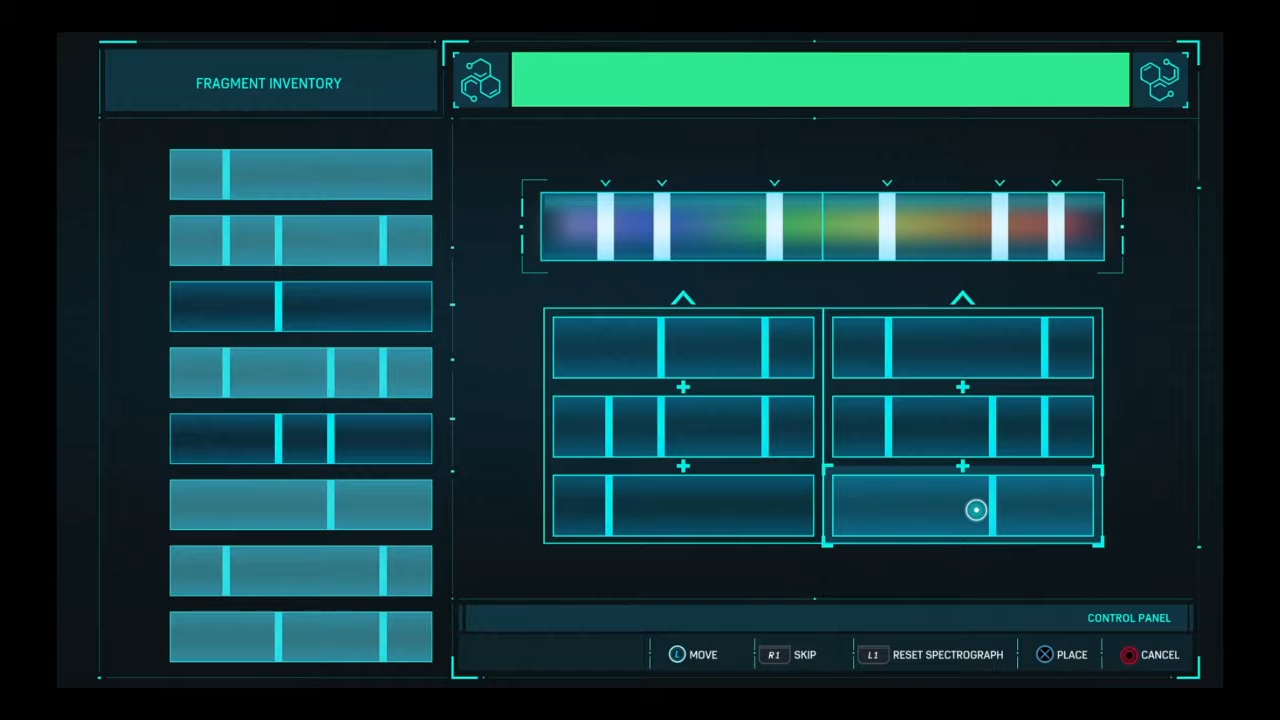 FRAGMENT INVENTORY
CONTROL PANEL
L MOVE
R1 SKIP
L1 RESET SPECTROGRAPH
PLACE
CANCEL